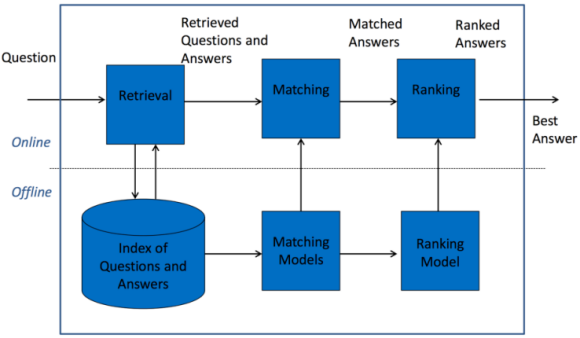 Retrieved
Questions and
Answers
Matched
Answers
Ranked
Answers
Question
Retrieval
Matching
Ranking
Best
Answer
Online
Offline
Index of
Questions and
Answers
Matching
Models
Ranking
Model